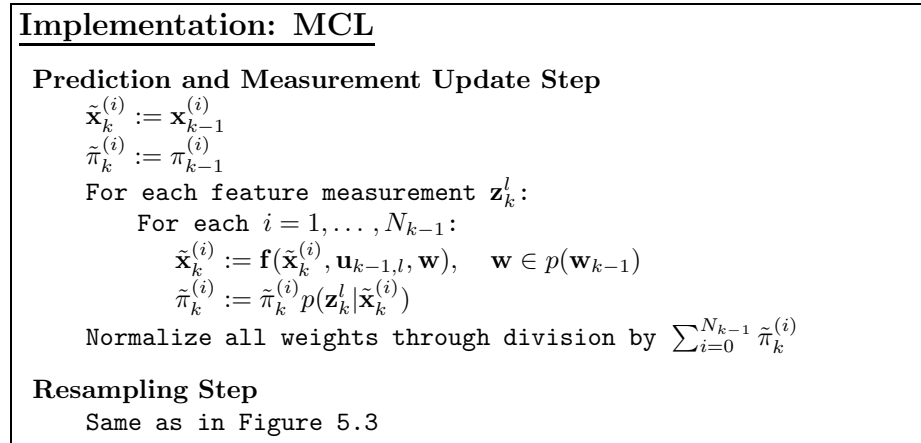 Implementation: MCL
Prediction and Measurement Update Step
x̃_k^{(i)} := x_{k−1}^{(i)}
π̃_k^{(i)} := π_{k−1}^{(i)}
For each feature measurement z_k^l:
For each i = 1, . . . , N_{k−1}:
x̃_k^{(i)} := f(x̃_k^{(i)}, u_{k−1,l}, w), w ∈ p(w_{k−1})
π̃_k^{(i)} := π̃_k^{(i)} p(z_k^l|x̃_k^{(i)})
Normalize all weights through division by ∑_{i=0}^{N_{k−1}} π̃_k^{(i)}
Resampling Step
Same as in Figure 5.3